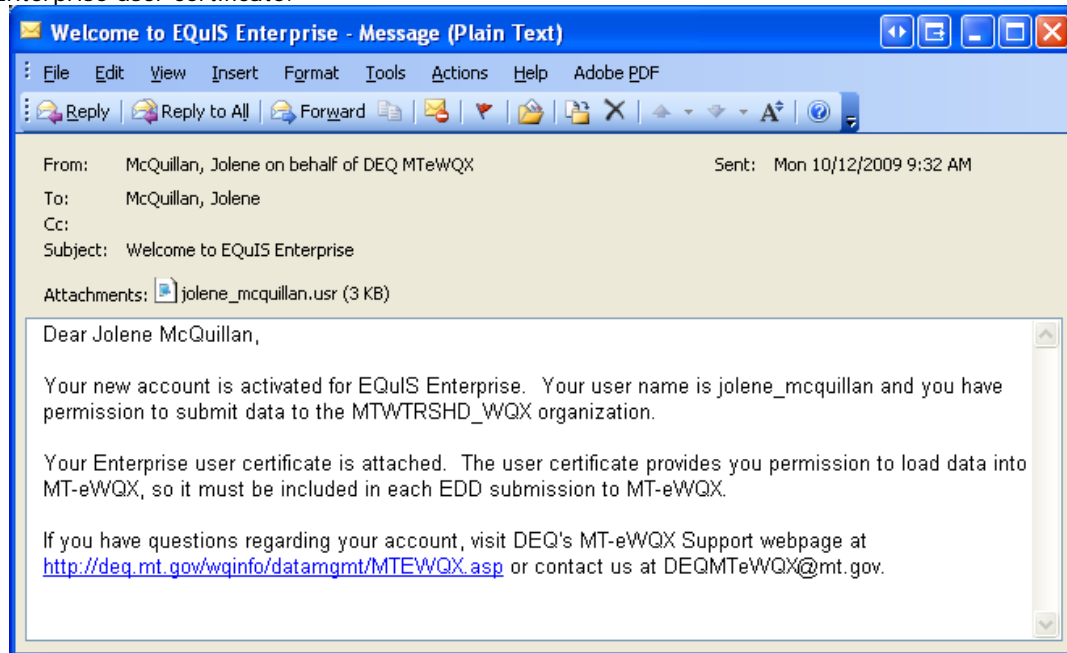 enterprise user certificate.
Welcome to EQuIS Enterprise - Message (Plain Text)
File Edit View Insert Format Tools Actions Help Adobe PDF
Reply Reply to All Forward
From: McQuillan, Jolene on behalf of DEQ MTeWQX Sent: Mon 10/12/2009 9:32 AM
To: McQuillan, Jolene
Cc:
Subject: Welcome to EQuIS Enterprise
Attachments: jolene_mcquillan.usr (3 KB)
Dear Jolene McQuillan,
Your new account is activated for EQuIS Enterprise. Your user name is jolene_mcquillan and you have
permission to submit data to the MTWTRSHD_WQX organization.
Your Enterprise user certificate is attached. The user certificate provides you permission to load data into
MT-eWQX, so it must be included in each EDD submission to MT-eWQX.
If you have questions regarding your account, visit DEQ's MT-eWQX Support webpage at
http://deq.mt.gov/wqinfo/datamgmt/MTEWQX.asp or contact us at DEQMTeWQX@mt.gov.